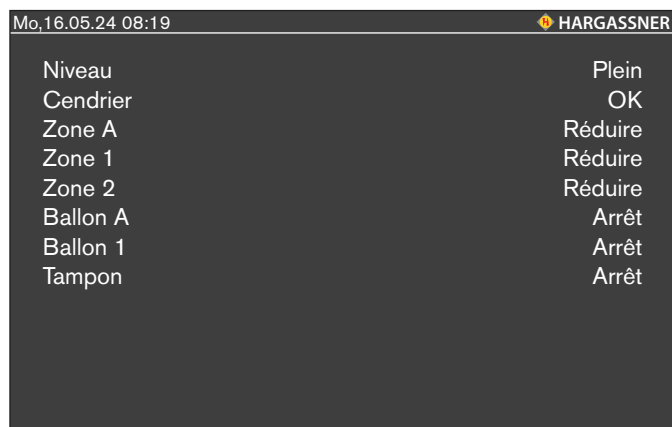 Mo,16.05.24 08:19 HARGASSNER
Niveau Plein
Cendrier OK
Zone A Réduire
Zone 1 Réduire
Zone 2 Réduire
Ballon A Arrêt
Ballon 1 Arrêt
Tampon Arrêt